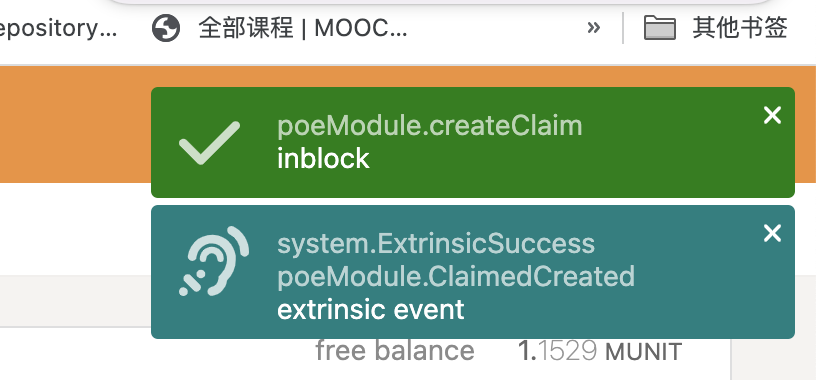 epository... 全部课程 | MOOC... » 其他书签
poeModule.createClaim
inblock
system.ExtrinsicSuccess
poeModule.ClaimedCreated
extrinsic event
free balance 1.1529 MUNIT